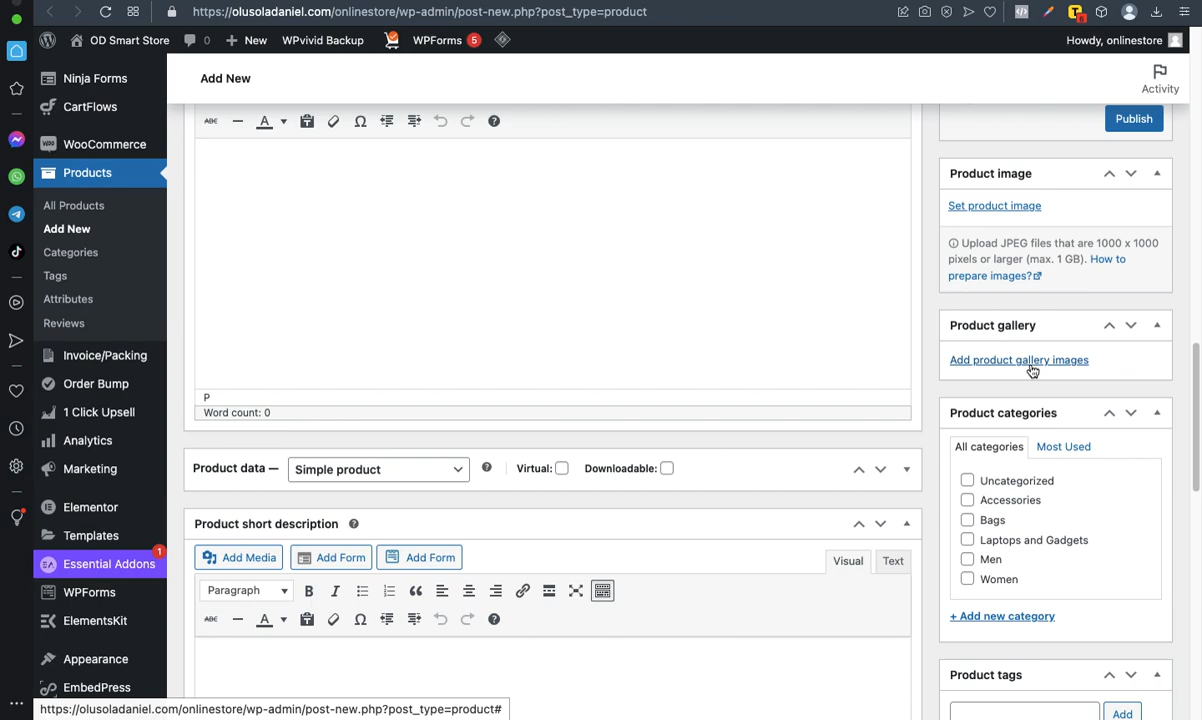 https://olusoladaniel.com/onlinestore/wp-admin/post-new.php?post_type=product
6
OD Smart Store
0
New
WPvivid Backup
WPForms 5
Howdy, onlinestore
Ninja Forms
CartFlows
WooCommerce
Products
All Products
Add New
Categories
Tags
Attributes
Reviews
Invoice/Packing
Order Bump
1 Click Upsell
Analytics
Marketing
Elementor
Templates
Essential Addons
1
WPForms
ElementsKit
Appearance
EmbedPress
Add New
Activity
ABC
A
P
Word count: 0
Product data —
Simple product
Virtual:
Downloadable:
Product short description
Add Media
Add Form
Add Form
Visual
Text
Paragraph
B
I
ABC
A
Publish
Product image
Set product image
Upload JPEG files that are 1000 x 1000
pixels or larger (max. 1 GB). How to
prepare images?
Product gallery
Add product gallery images
Product categories
All categories
Most Used
Uncategorized
Accessories
Bags
Laptops and Gadgets
Men
Women
+ Add new category
Product tags
Add
https://olusoladaniel.com/onlinestore/wp-admin/post-new.php?post_type=product#